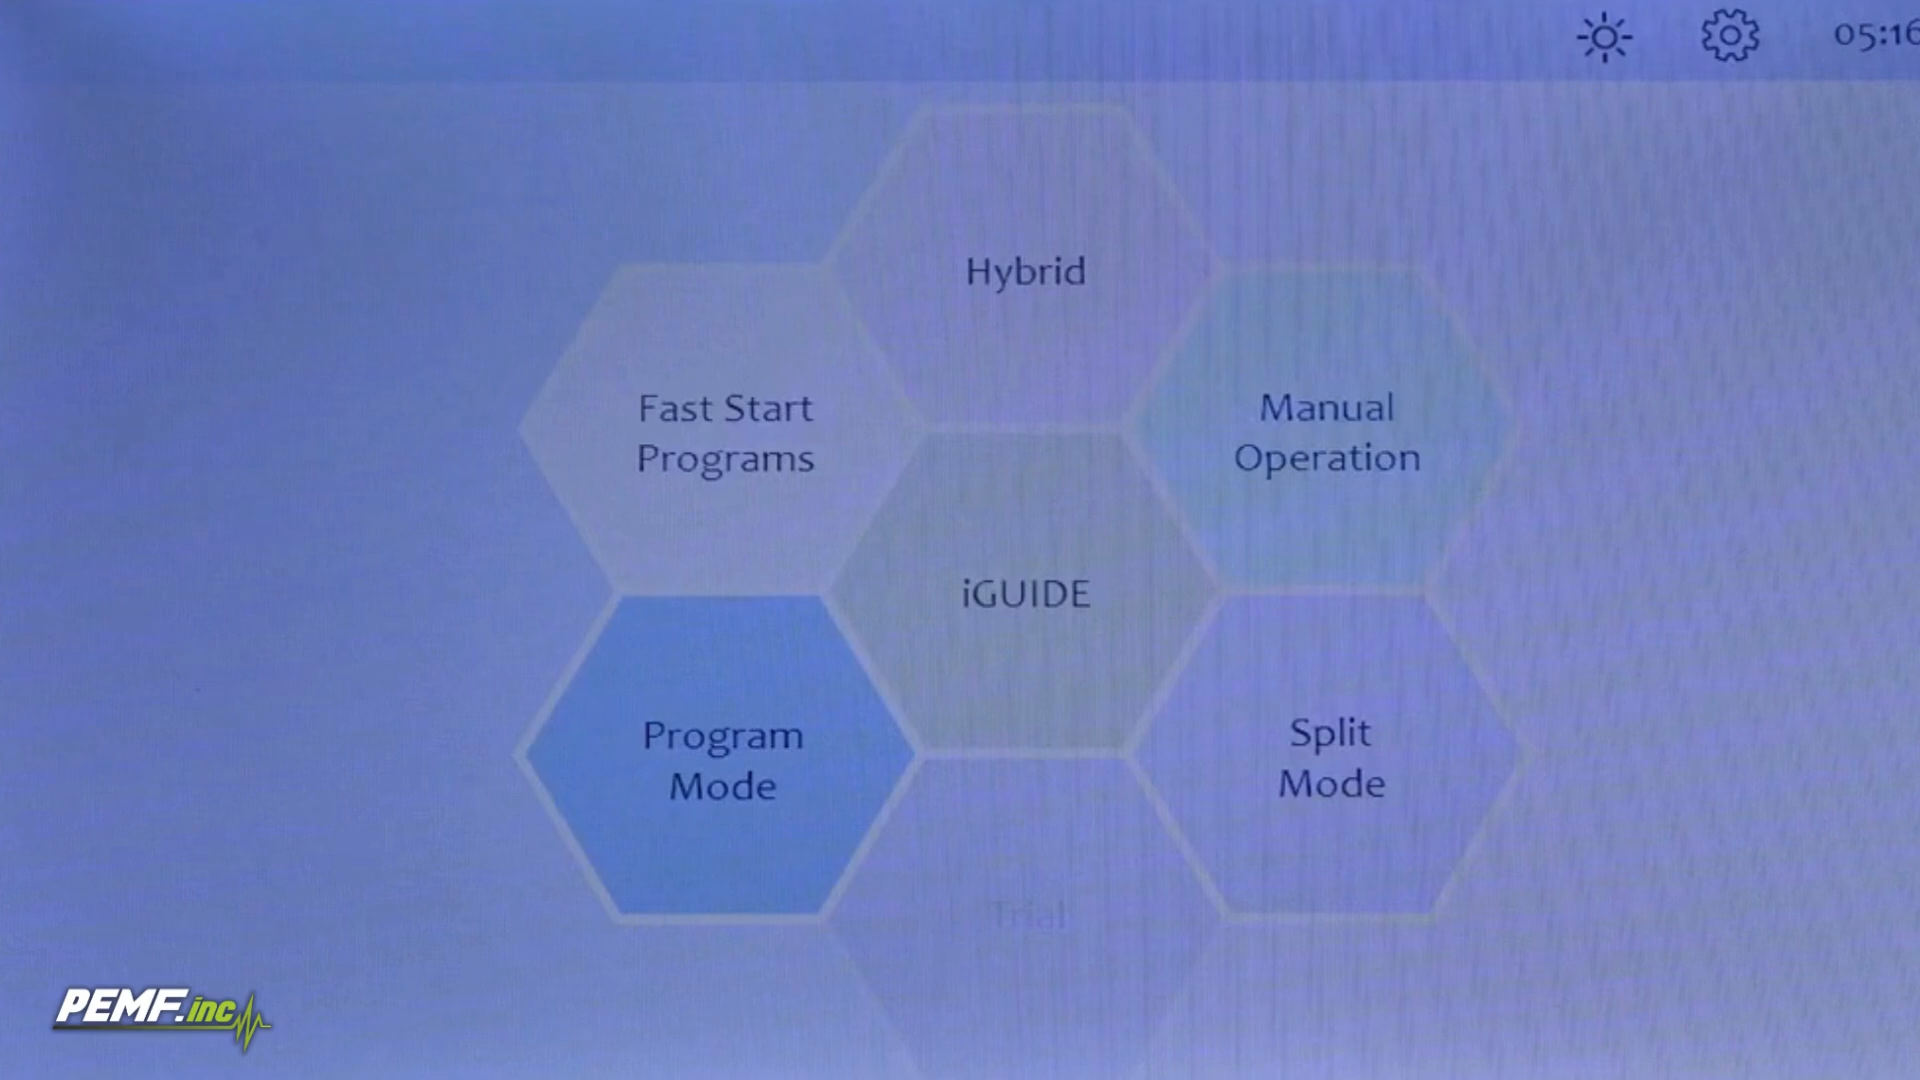 05:16
Hybrid
Fast Start
Programs
Manual
Operation
iGUIDE
Program
Mode
Split
Mode
Trial
PEMF.inc